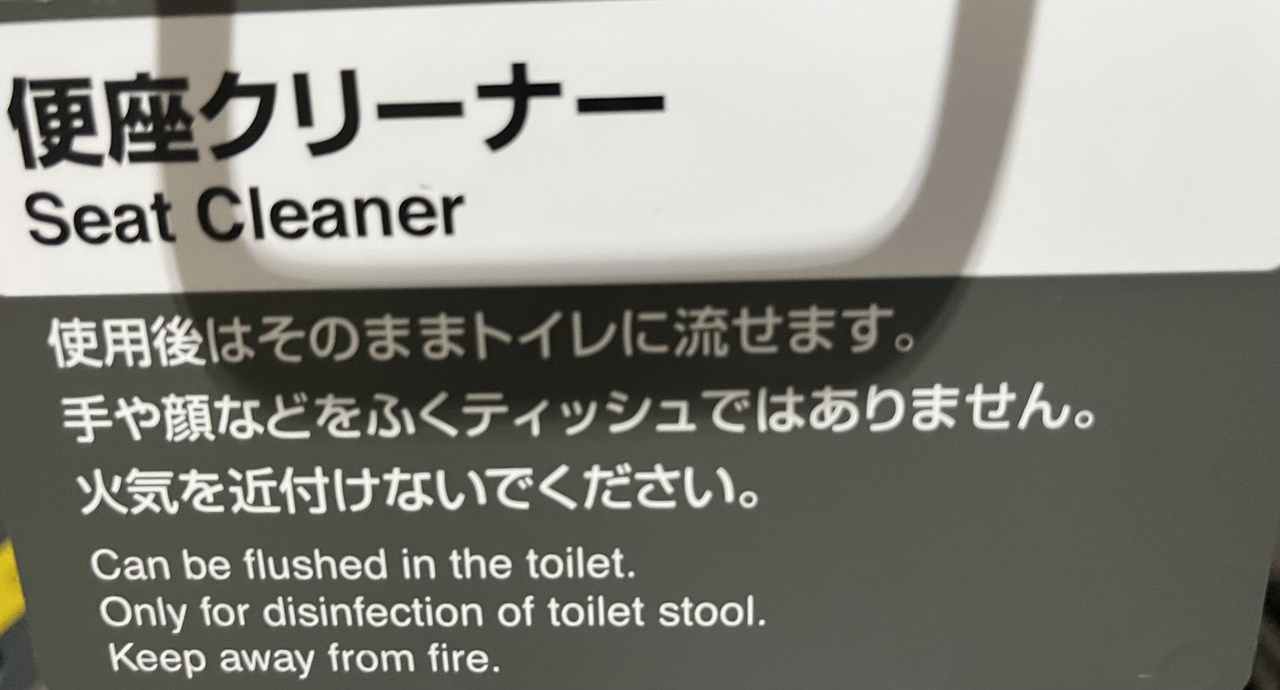 便座クリーナー
Seat Cleaner
使用後はそのままトイレに流せます。
手や顔などをふくティッシュではありません。
火気を近付けないでください。
Can be flushed in the toilet.
Only for disinfection of toilet stool.
Keep away from fire.